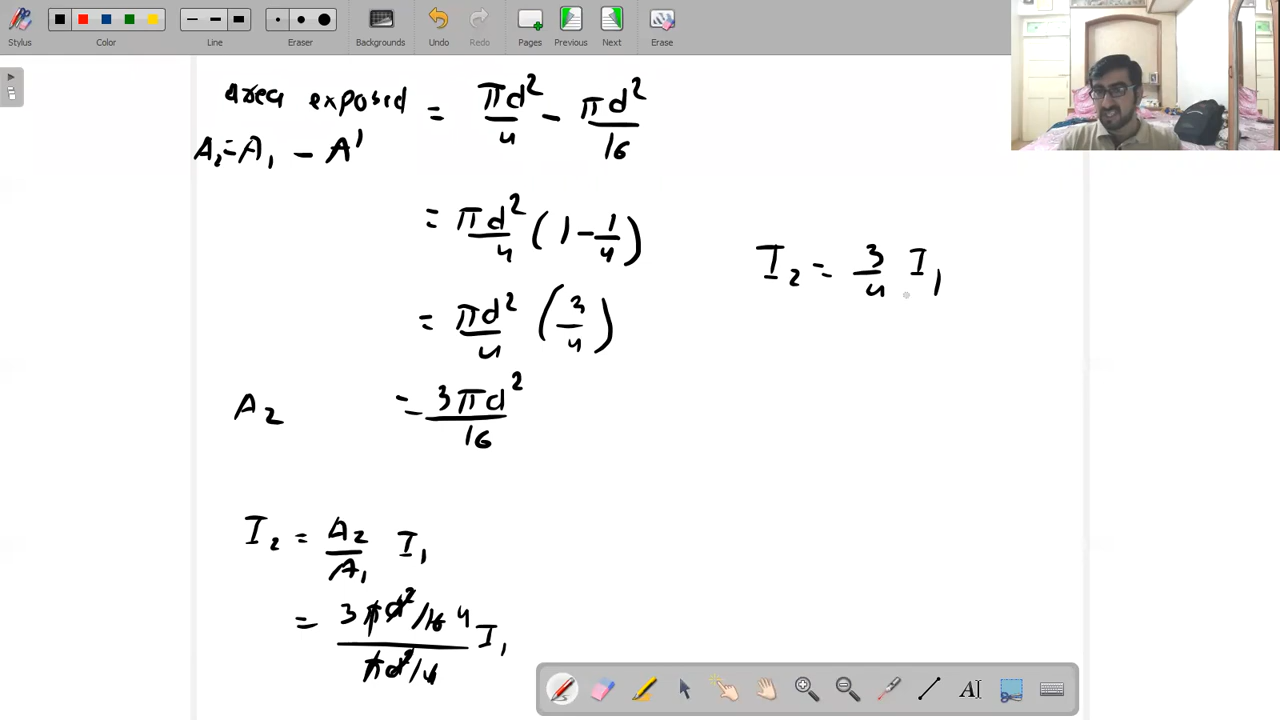 Stylus Color Line Eraser Backgrounds Undo Redo Pages Previous Next Erase
area exposed = πd²/4 − πd²/16
A₂=A₁ − A'
= πd²/4 (1−1/4)
I₂ = 3/4 I₁
= πd²/4 (3/4)
A₂ = 3πd²/16
I₂ = A₂/A₁ I₁
= 3πd²/16 4 / πd²/4 I₁